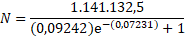 N = 1.141.132,5 / (0,09242)e^−(0,07231) + 1